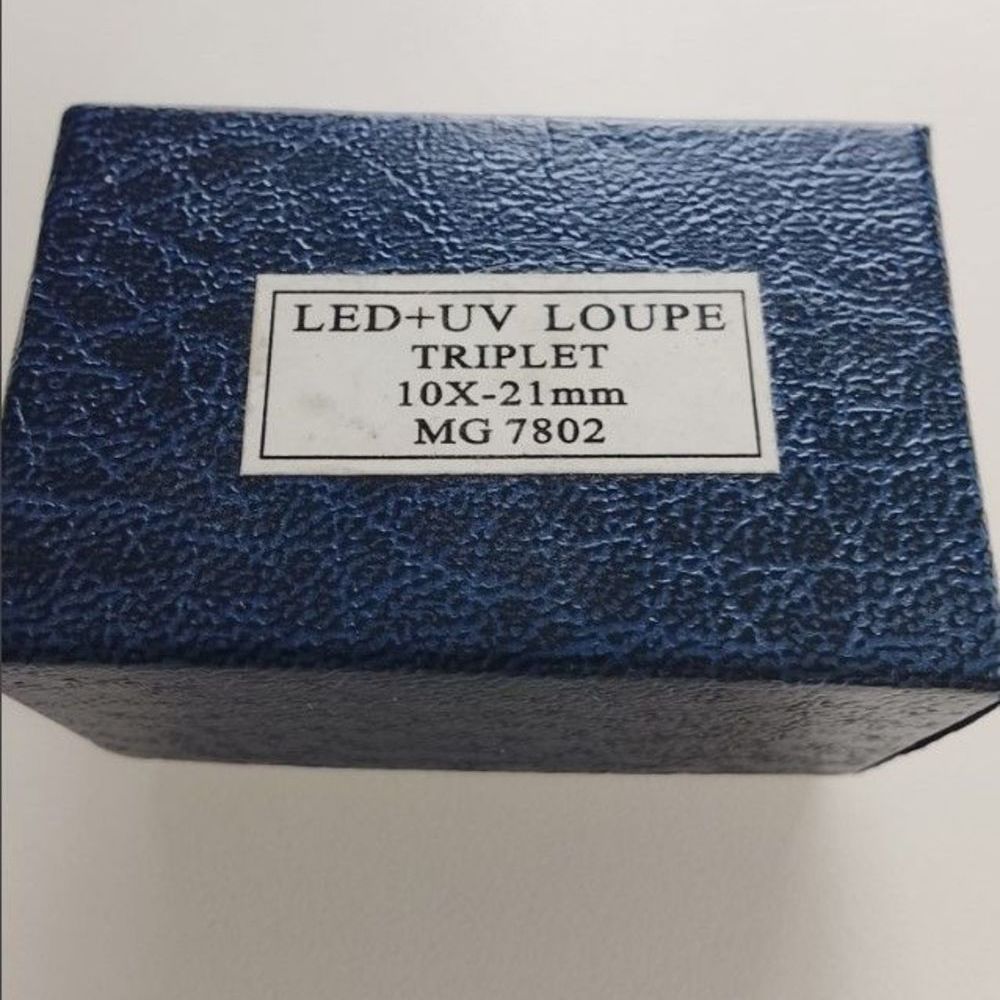 LED+UV LOUPE
TRIPLET
10X-21mm
MG 7802